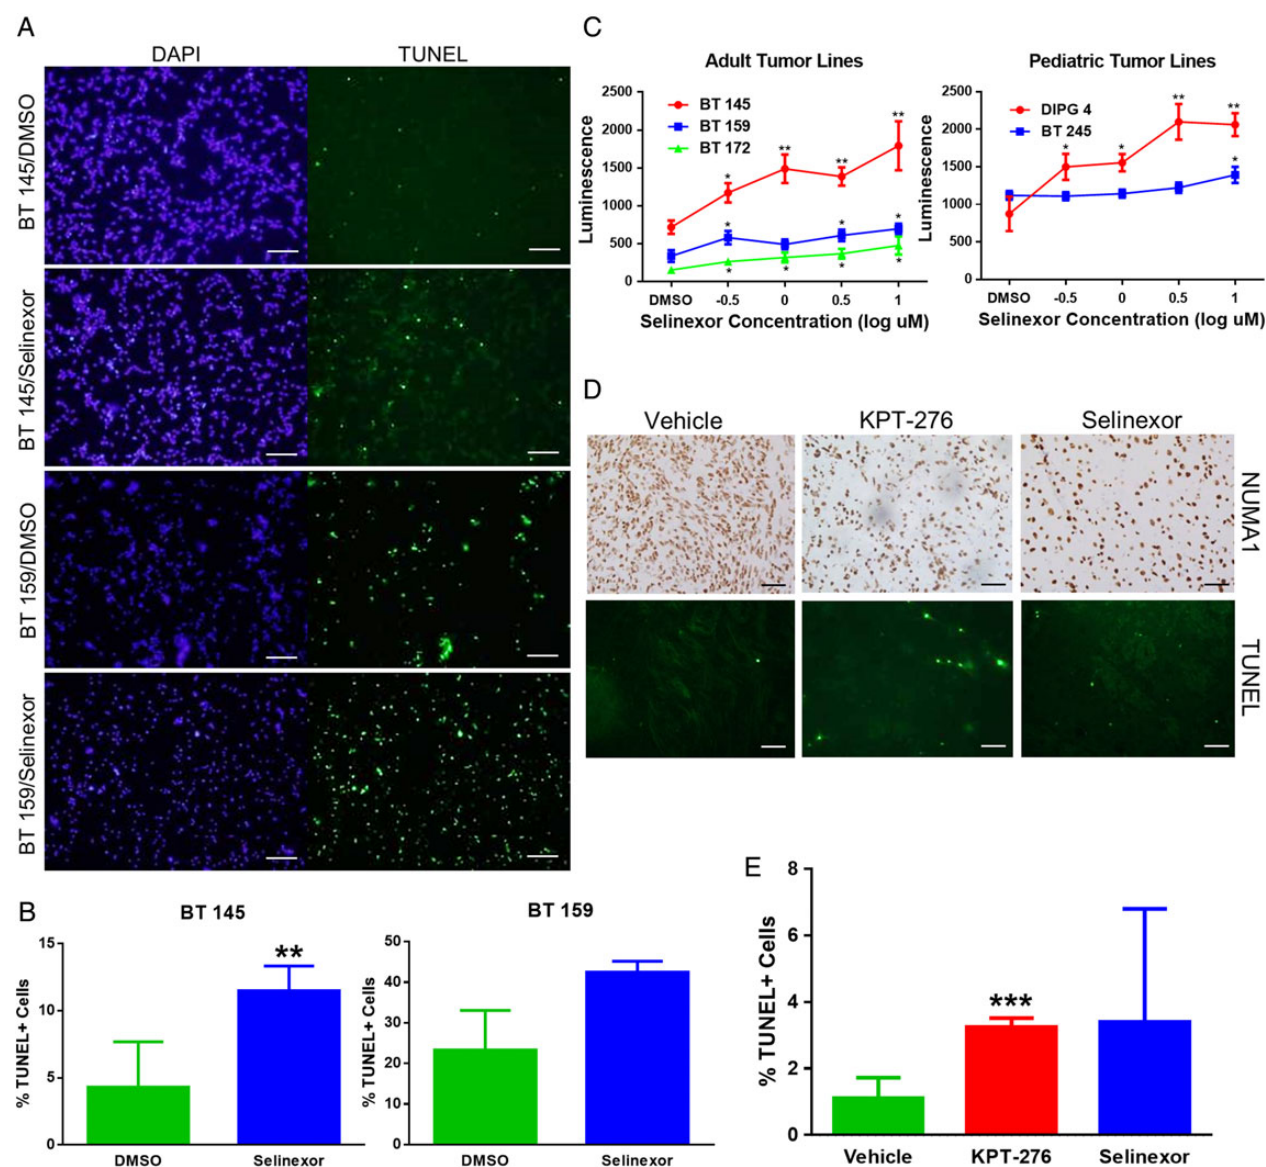 A
DAPI
TUNEL
BT 145/DMSO
BT 145/Selinexor
BT 159/DMSO
BT 159/Selinexor
B
BT 145
% TUNEL+ Cells
15
10
5
0
**
DMSO
Selinexor
BT 159
% TUNEL+ Cells
50
40
30
20
10
0
DMSO
Selinexor
C
Adult Tumor Lines
Luminescence
2500
2000
1500
1000
500
0
BT 145
BT 159
BT 172
* ** ** **
* * *
* * * *
DMSO -0.5 0 0.5 1
Selinexor Concentration (log uM)
Pediatric Tumor Lines
Luminescence
2500
2000
1500
1000
500
0
DIPG 4
BT 245
* * ** **
*
DMSO -0.5 0 0.5 1
Selinexor Concentration (log uM)
D
Vehicle
KPT-276
Selinexor
NUMA1
TUNEL
E
% TUNEL+ Cells
8
6
4
2
0
***
Vehicle
KPT-276
Selinexor